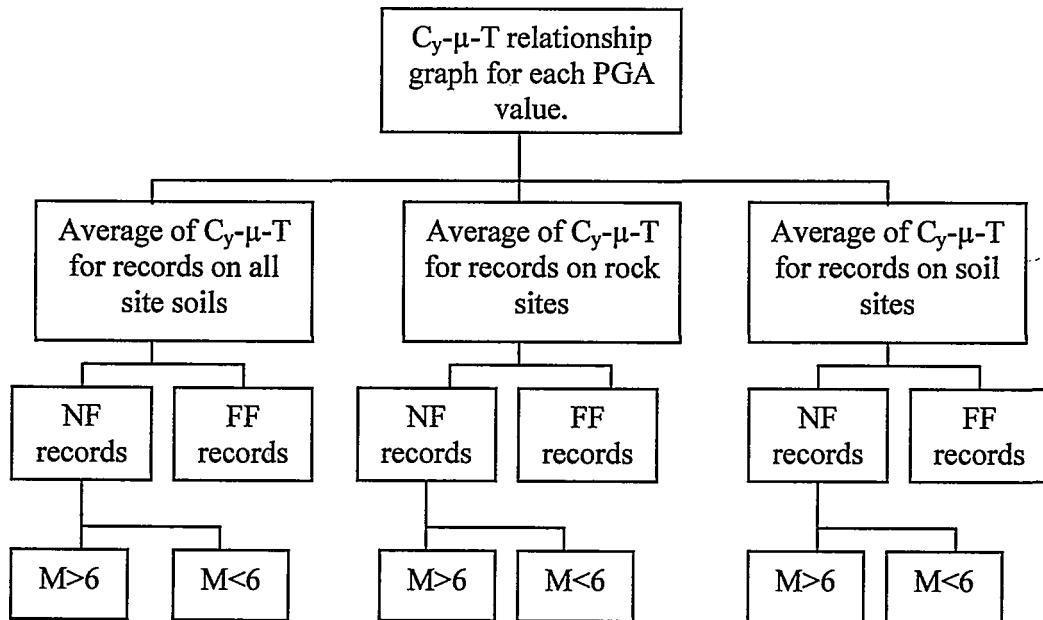 Cy-μ-T relationship
graph for each PGA
value.
Average of Cy-μ-T
for records on all
site soils
Average of Cy-μ-T
for records on rock
sites
Average of Cy-μ-T
for records on soil
sites
NF
records
FF
records
NF
records
FF
records
NF
records
FF
records
M>6
M<6
M>6
M<6
M>6
M<6